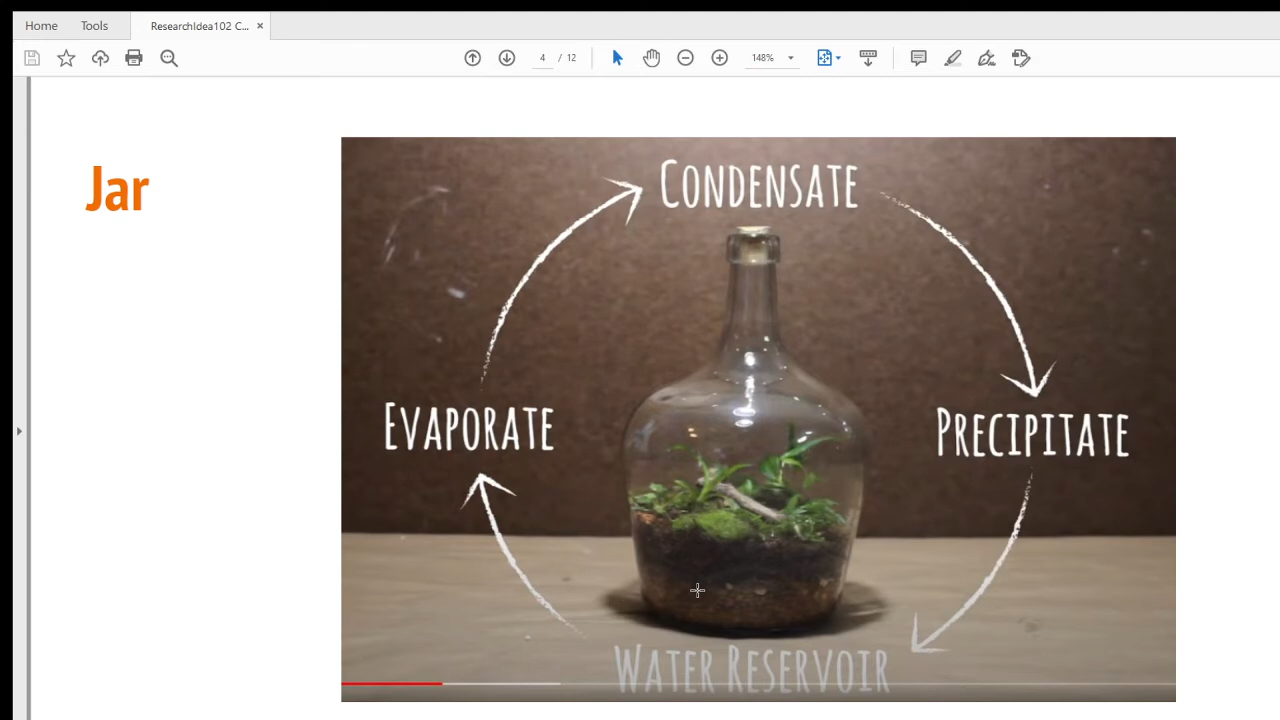 Home Tools ResearchIdea102 C... ×
4 / 12 148%
Jar
CONDENSATE
EVAPORATE
PRECIPITATE
WATER RESERVOIR